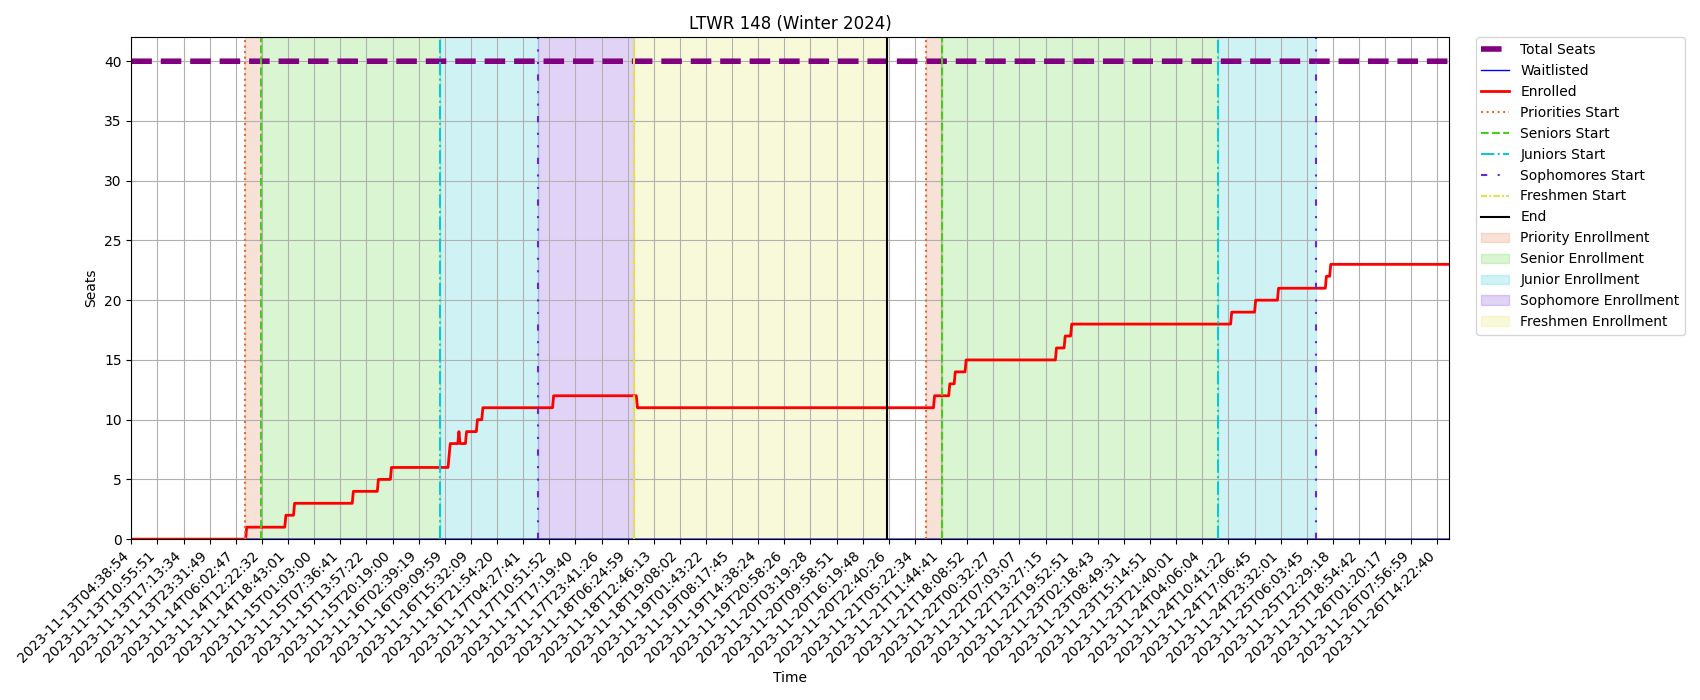 LTWR 148 (Winter 2024)
Seats
40
35
30
25
20
15
10
5
0
2023-11-13T04:38:54
2023-11-13T10:55:51
2023-11-13T17:13:34
2023-11-13T23:31:49
2023-11-14T06:02:47
2023-11-14T12:22:32
2023-11-14T18:43:01
2023-11-15T01:03:00
2023-11-15T07:36:41
2023-11-15T13:57:22
2023-11-15T20:19:00
2023-11-16T02:39:19
2023-11-16T09:09:59
2023-11-16T15:32:09
2023-11-16T21:54:20
2023-11-17T04:27:41
2023-11-17T10:51:52
2023-11-17T17:19:40
2023-11-17T23:41:26
2023-11-18T06:24:59
2023-11-18T12:46:13
2023-11-18T19:08:02
2023-11-19T01:43:22
2023-11-19T08:17:45
2023-11-19T14:38:24
2023-11-19T20:58:26
2023-11-20T03:19:28
2023-11-20T09:58:51
2023-11-20T16:19:48
2023-11-20T22:40:26
2023-11-21T05:22:34
2023-11-21T11:44:41
2023-11-21T18:08:52
2023-11-22T00:32:27
2023-11-22T07:03:07
2023-11-22T13:27:15
2023-11-22T19:52:51
2023-11-23T02:18:43
2023-11-23T08:49:31
2023-11-23T15:14:51
2023-11-23T21:40:01
2023-11-24T04:06:04
2023-11-24T10:41:22
2023-11-24T17:06:45
2023-11-24T23:32:01
2023-11-25T06:03:45
2023-11-25T12:29:18
2023-11-25T18:54:42
2023-11-26T01:20:17
2023-11-26T07:56:59
2023-11-26T14:22:40
Time
Total Seats
Waitlisted
Enrolled
Priorities Start
Seniors Start
Juniors Start
Sophomores Start
Freshmen Start
End
Priority Enrollment
Senior Enrollment
Junior Enrollment
Sophomore Enrollment
Freshmen Enrollment